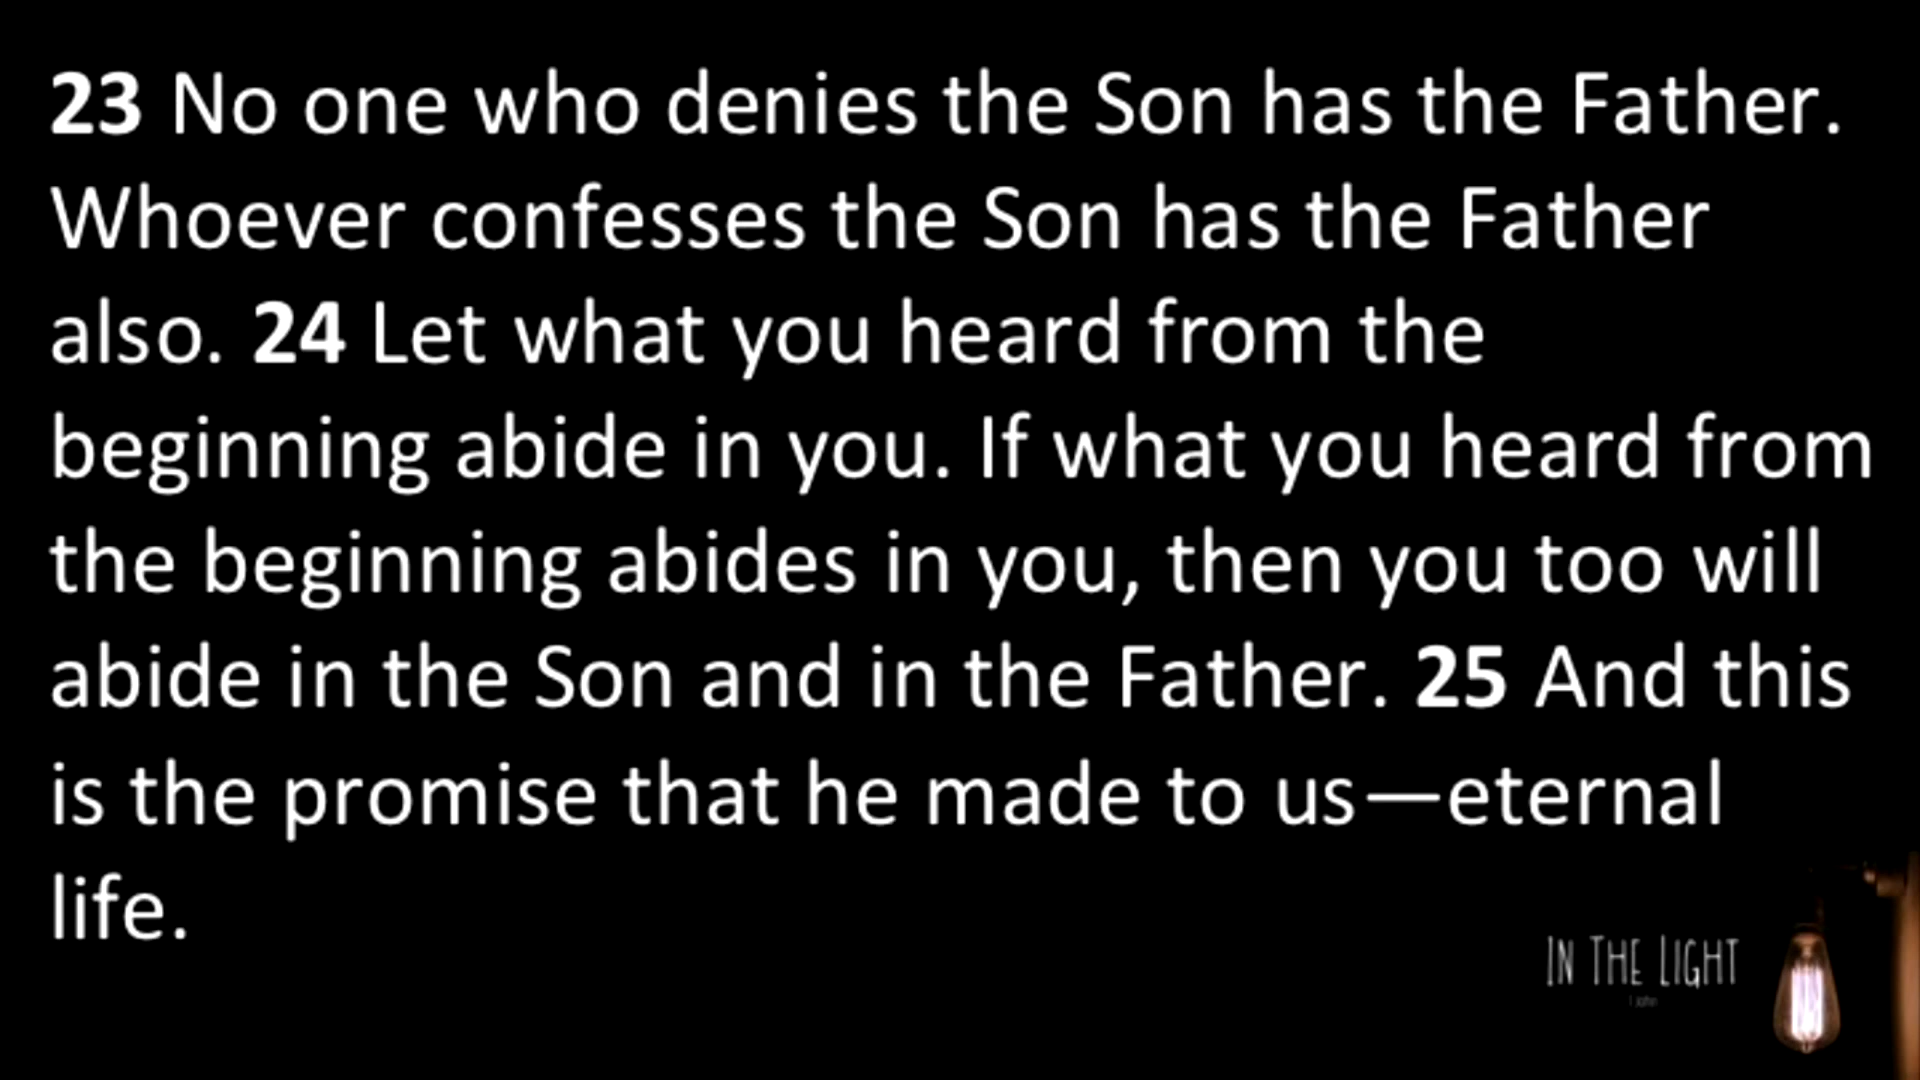 23 No one who denies the Son has the Father.
Whoever confesses the Son has the Father
also. 24 Let what you heard from the
beginning abide in you. If what you heard from
the beginning abides in you, then you too will
abide in the Son and in the Father. 25 And this
is the promise that he made to us—eternal
life.
IN THE LIGHT
1 John